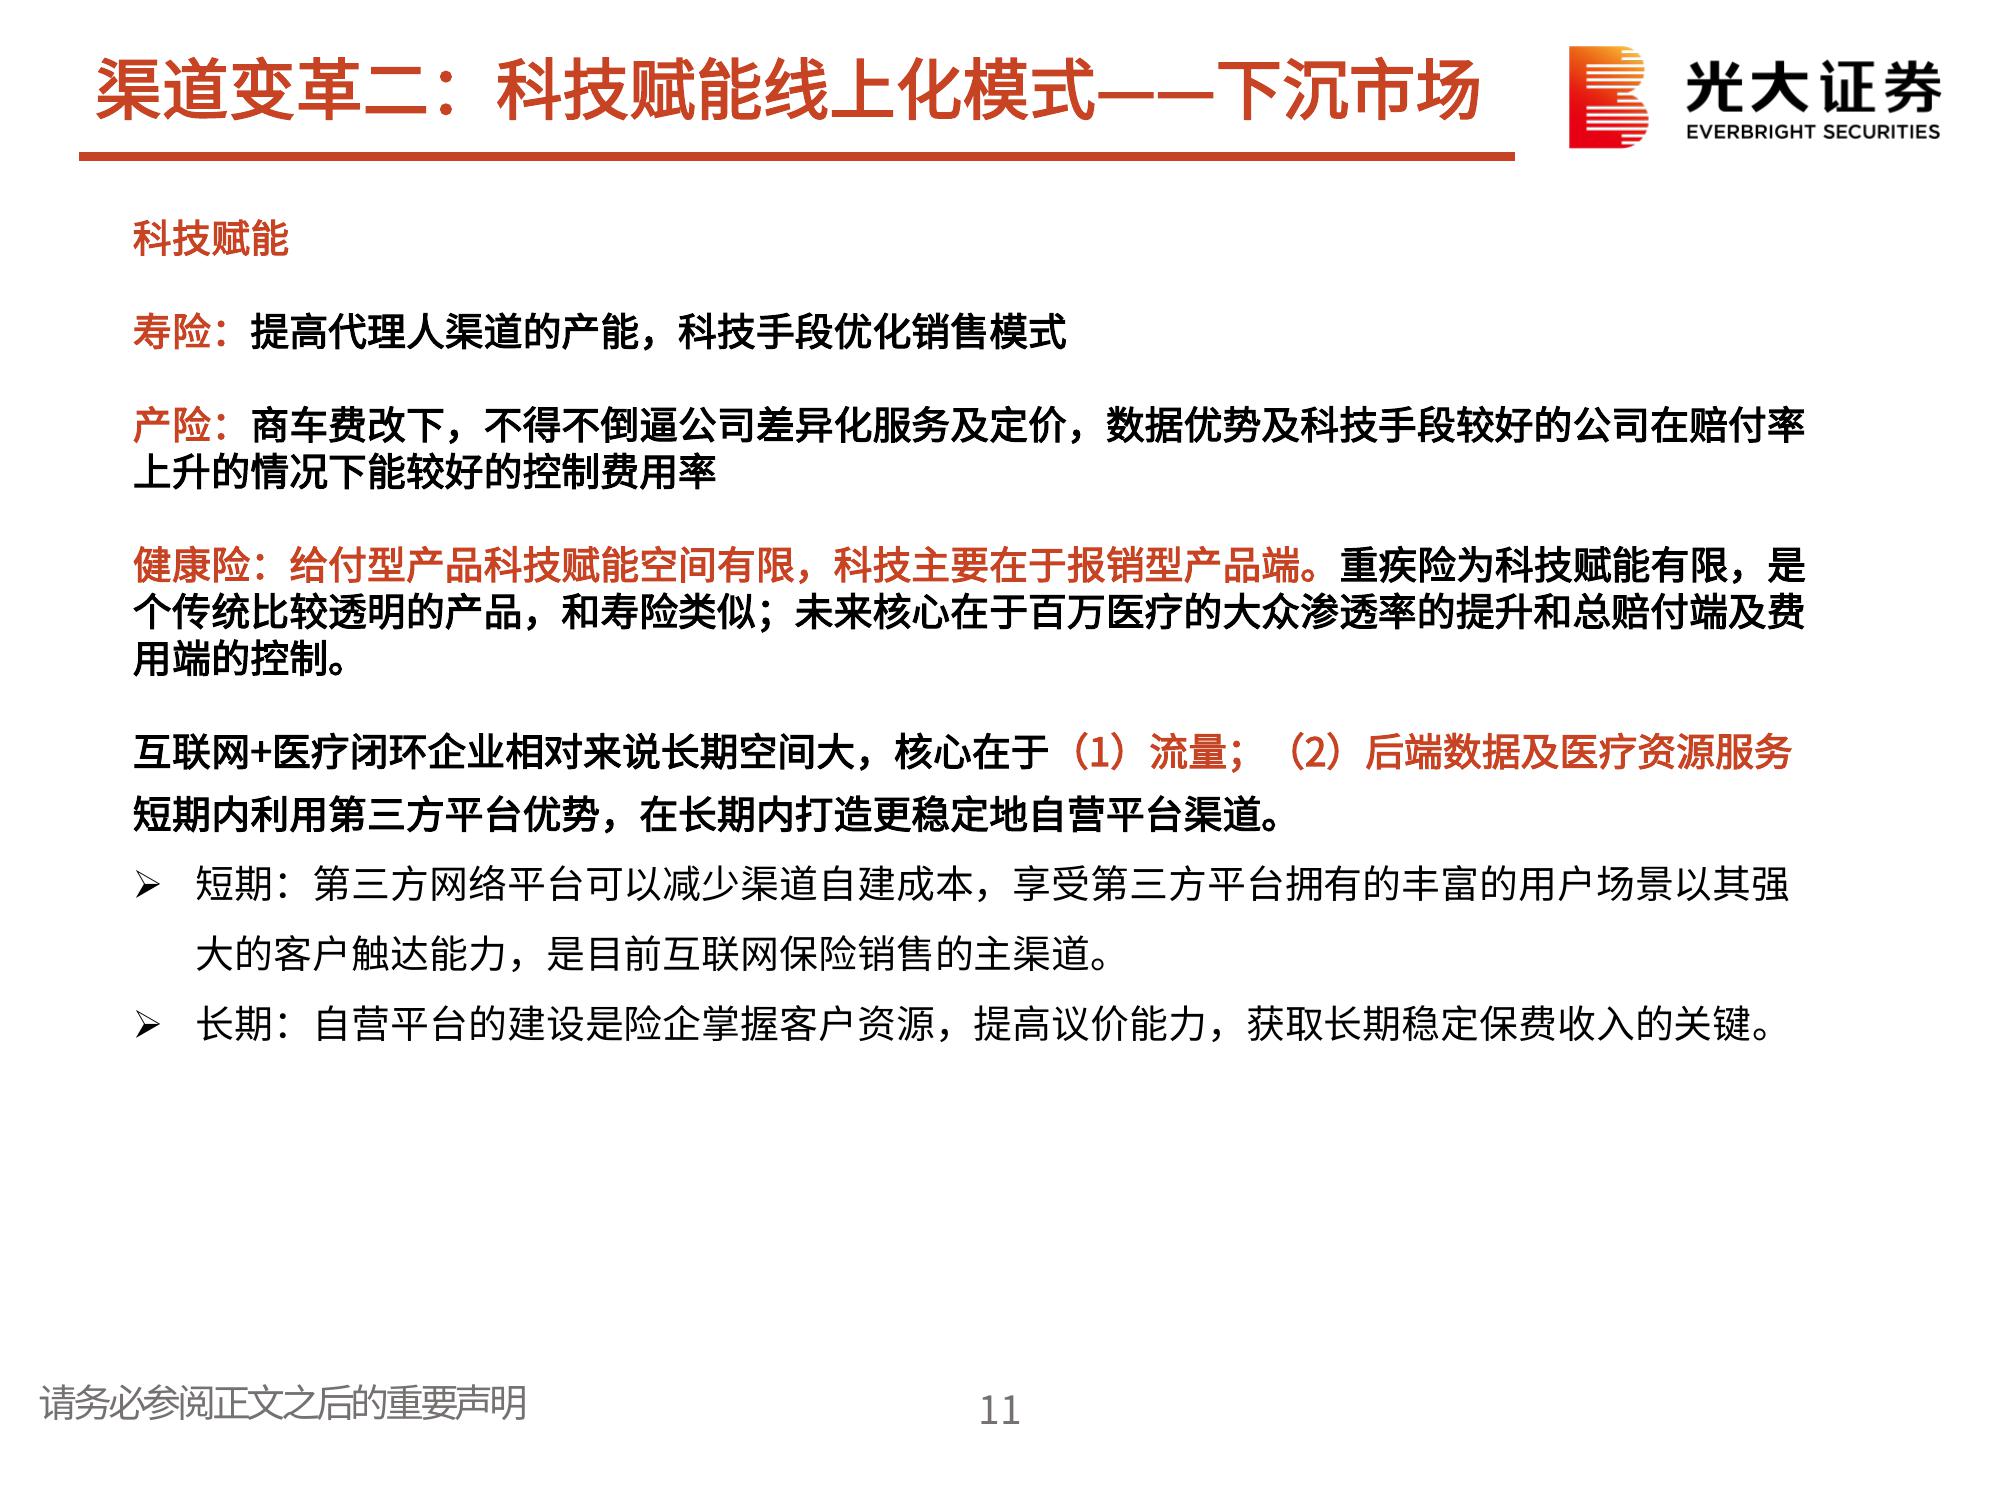 渠道变革二：科技赋能线上化模式——下沉市场
光大证券
EVERBRIGHT SECURITIES
科技赋能
寿险：提高代理人渠道的产能，科技手段优化销售模式
产险：商车费改下，不得不倒逼公司差异化服务及定价，数据优势及科技手段较好的公司在赔付率
上升的情况下能较好的控制费用率
健康险：给付型产品科技赋能空间有限，科技主要在于报销型产品端。重疾险为科技赋能有限，是
个传统比较透明的产品，和寿险类似；未来核心在于百万医疗的大众渗透率的提升和总赔付端及费
用端的控制。
互联网+医疗闭环企业相对来说长期空间大，核心在于（1）流量；（2）后端数据及医疗资源服务
短期内利用第三方平台优势，在长期内打造更稳定地自营平台渠道。
➢ 短期：第三方网络平台可以减少渠道自建成本，享受第三方平台拥有的丰富的用户场景以其强
大的客户触达能力，是目前互联网保险销售的主渠道。
➢ 长期：自营平台的建设是险企掌握客户资源，提高议价能力，获取长期稳定保费收入的关键。
请务必参阅正文之后的重要声明
11